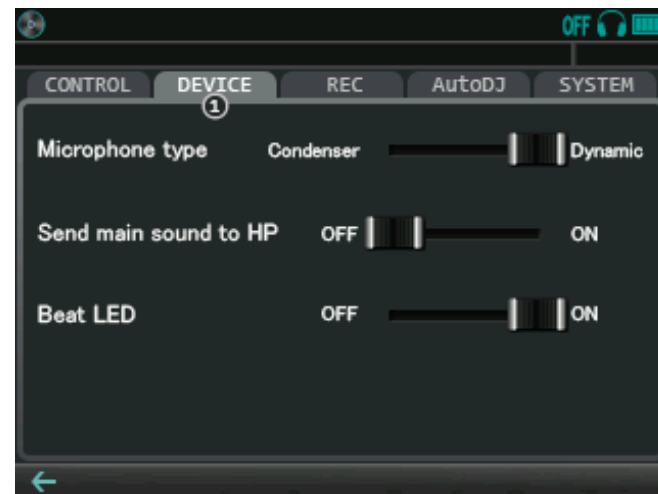 OFF
CONTROL DEVICE REC AutoDJ SYSTEM
①
Microphone type Condenser Dynamic
Send main sound to HP OFF ON
Beat LED OFF ON